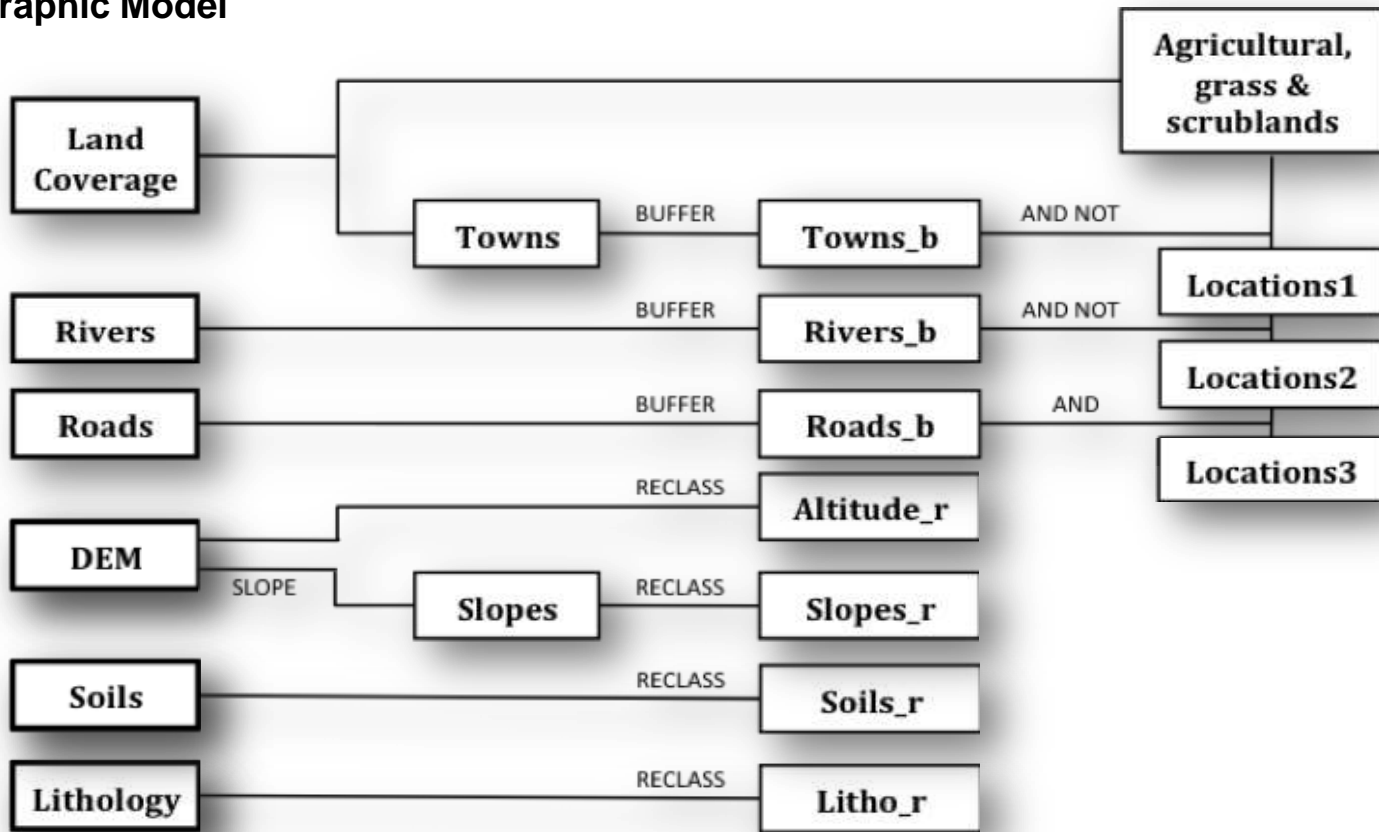 raphic Model
Agricultural,
grass &
scrublands
Land
Coverage
Towns
BUFFER
Towns_b
AND NOT
Locations1
Rivers
BUFFER
Rivers_b
AND NOT
Locations2
Roads
BUFFER
Roads_b
AND
Locations3
DEM
RECLASS
Altitude_r
SLOPE
Slopes
RECLASS
Slopes_r
Soils
RECLASS
Soils_r
Lithology
RECLASS
Litho_r